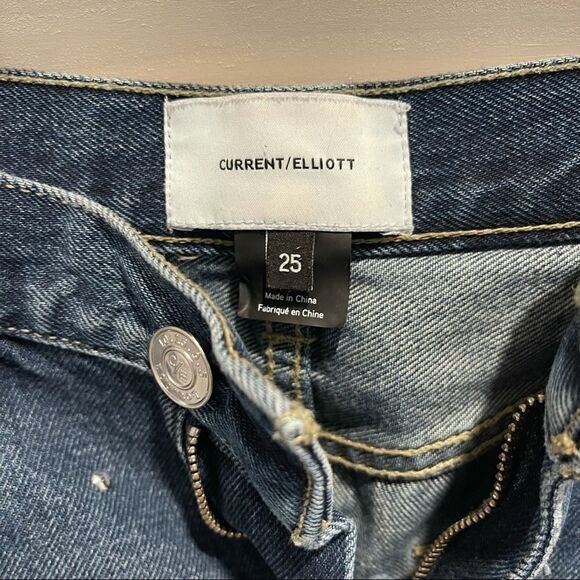 CURRENT/ELLIOTT
25
Made in China
Fabriqué en Chine